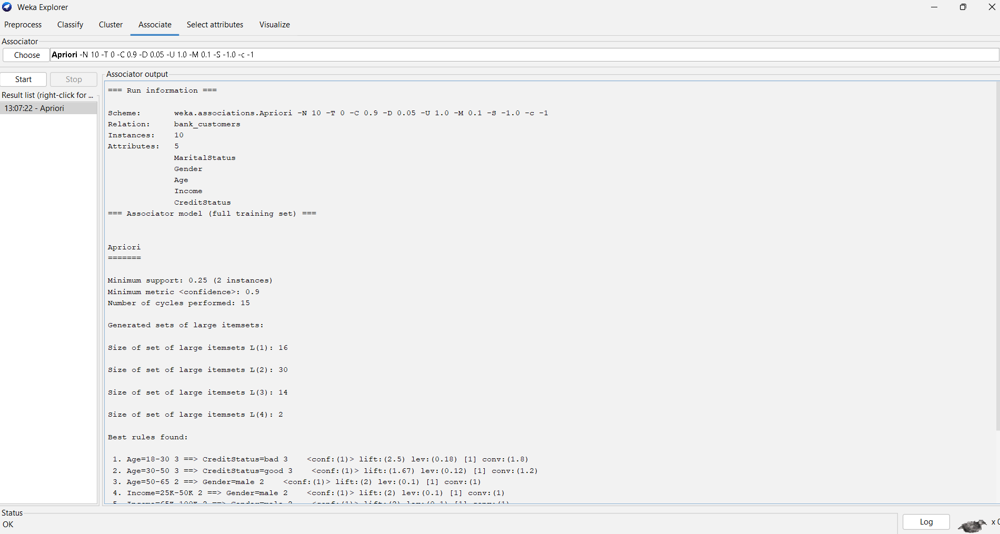 Weka Explorer
Preprocess Classify Cluster Associate Select attributes Visualize
Associator
Choose Apriori -N 10 -T 0 -C 0.9 -D 0.05 -U 1.0 -M 0.1 -S -1.0 -c -1
Start Stop
Result list (right-click for ...
13:07:22 - Apriori
Associator output
=== Run information ===
Scheme: weka.associations.Apriori -N 10 -T 0 -C 0.9 -D 0.05 -U 1.0 -M 0.1 -S -1.0 -c -1
Relation: bank_customers
Instances: 10
Attributes: 5
MaritalStatus
Gender
Age
Income
CreditStatus
=== Associator model (full training set) ===
Apriori
=======
Minimum support: 0.25 (2 instances)
Minimum metric <confidence>: 0.9
Number of cycles performed: 15
Generated sets of large itemsets:
Size of set of large itemsets L(1): 16
Size of set of large itemsets L(2): 30
Size of set of large itemsets L(3): 14
Size of set of large itemsets L(4): 2
Best rules found:
1. Age=18-30 3 ==> CreditStatus=bad 3 <conf:(1)> lift:(2.5) lev:(0.18) [1] conv:(1.8)
2. Age=30-50 3 ==> CreditStatus=good 3 <conf:(1)> lift:(1.67) lev:(0.12) [1] conv:(1.2)
3. Age=50-65 2 ==> Gender=male 2 <conf:(1)> lift:(2) lev:(0.1) [1] conv:(1)
4. Income=25K-50K 2 ==> Gender=male 2 <conf:(1)> lift:(2) lev:(0.1) [1] conv:(1)
Status
OK
Log
x